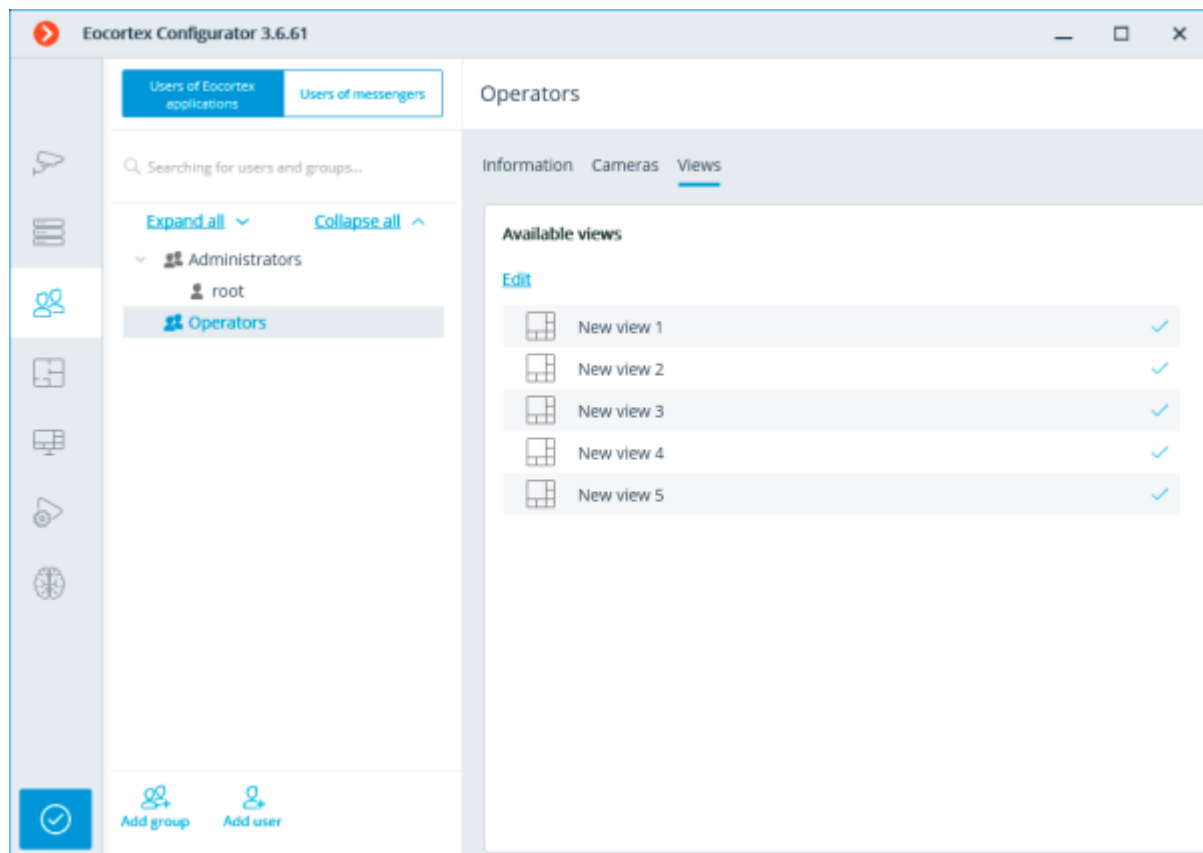 Eocortex Configurator 3.6.61
Users of Eocortex
applications
Users of messengers
Searching for users and groups...
Expand all
Collapse all
Administrators
root
Operators
Add group
Add user
Operators
Information
Cameras
Views
Available views
Edit
New view 1
New view 2
New view 3
New view 4
New view 5